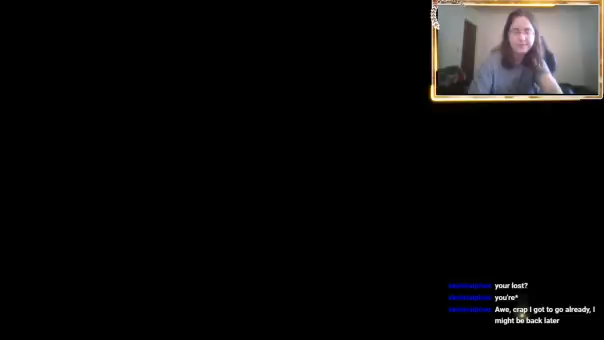 your lost?
you're*
Awe, crap I got to go already, I
might be back later